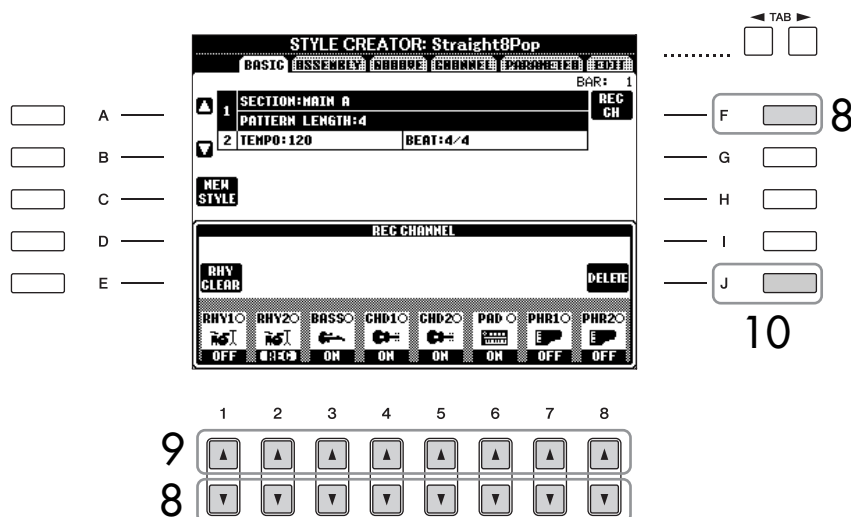 ◄ TAB ►
STYLE CREATOR: Straight8Pop
BASIC ASSEMBLY GROOVE CHANNEL PARAMETER EDIT
BAR: 1
1 SECTION:MAIN A
PATTERN LENGTH:4
REC CH
2 TEMPO:120 BEAT:4/4
NEW STYLE
REC CHANNEL
RHY CLEAR
DELETE
RHY1 RHY2 BASS CHD1 CHD2 PAD PHR1 PHR2
OFF REC ON ON ON ON OFF OFF
A
B
C
D
E
F 8
G
H
I
J
10
1 2 3 4 5 6 7 8
9
8